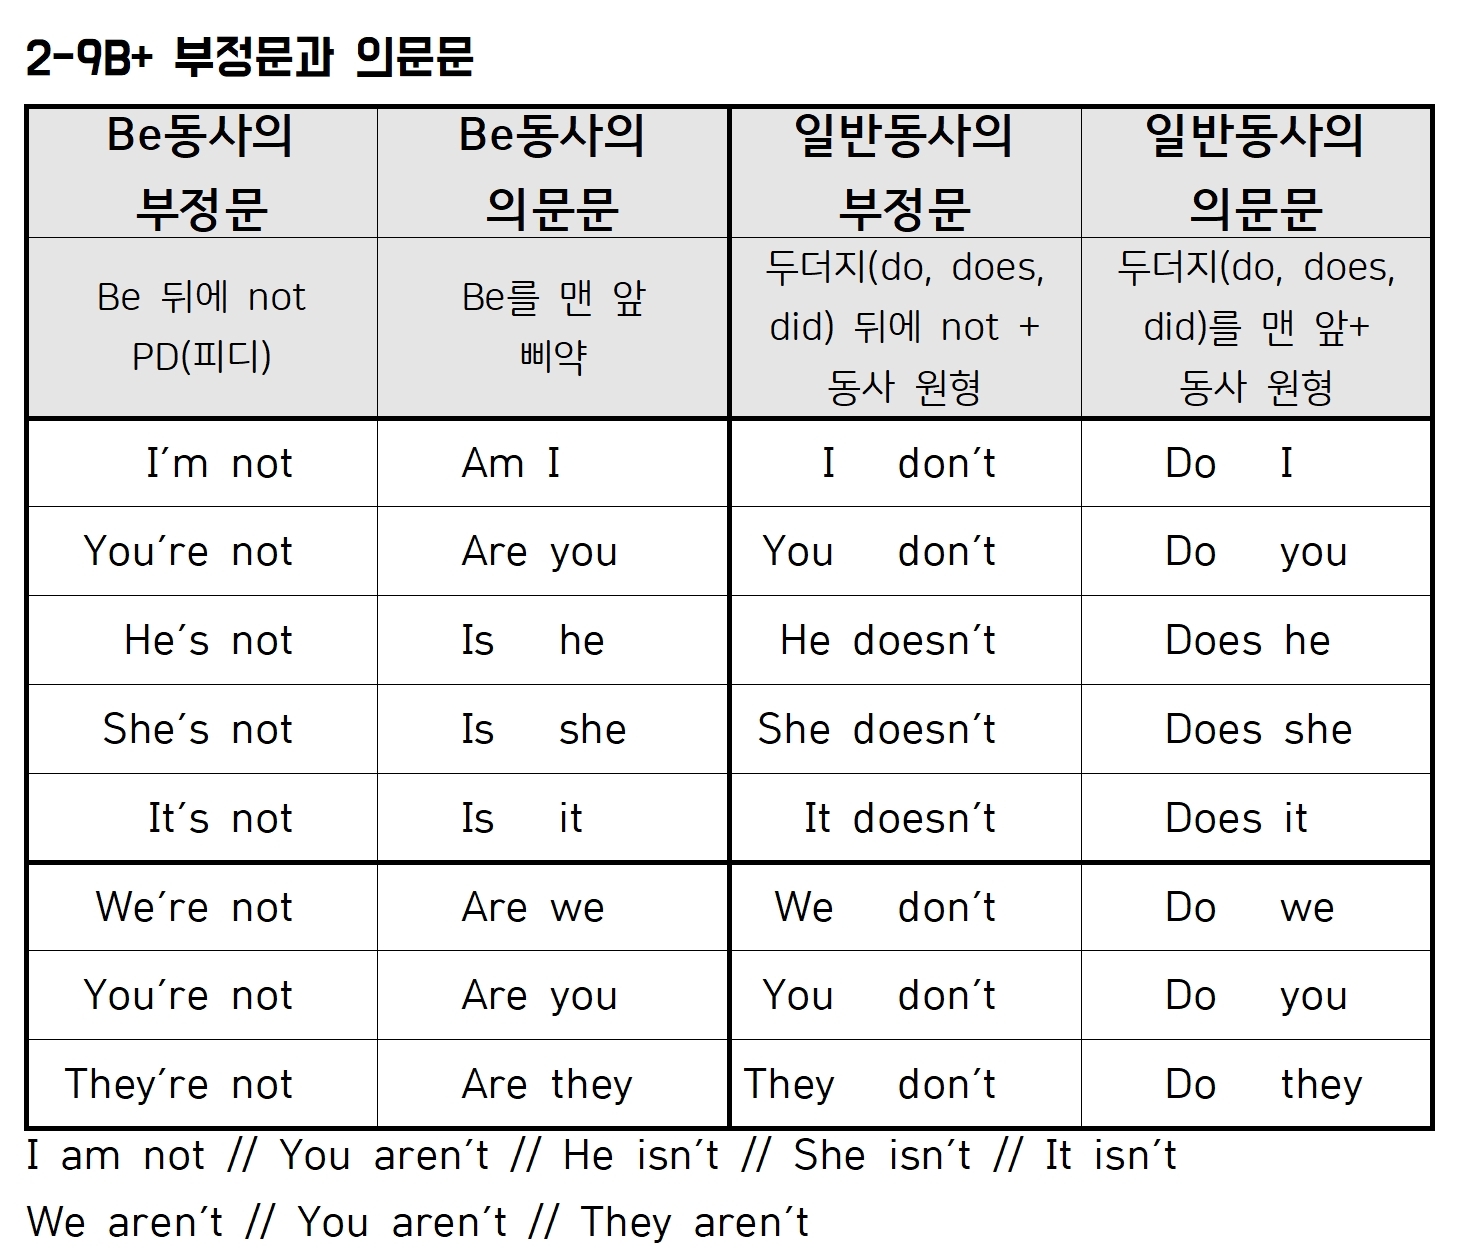 2-9B+ 부정문과 의문문
Be동사의 부정문 Be동사의 의문문 일반동사의 부정문 일반동사의 의문문
Be 뒤에 not PD(피디) Be를 맨 앞 삐약 두더지(do, does, did) 뒤에 not + 동사 원형 두더지(do, does, did)를 맨 앞+ 동사 원형
I´m not Am I I don´t Do I
You´re not Are you You don´t Do you
He´s not Is he He doesn´t Does he
She´s not Is she She doesn´t Does she
It´s not Is it It doesn´t Does it
We´re not Are we We don´t Do we
You´re not Are you You don´t Do you
They´re not Are they They don´t Do they
I am not // You aren´t // He isn´t // She isn´t // It isn´t
We aren´t // You aren´t // They aren´t